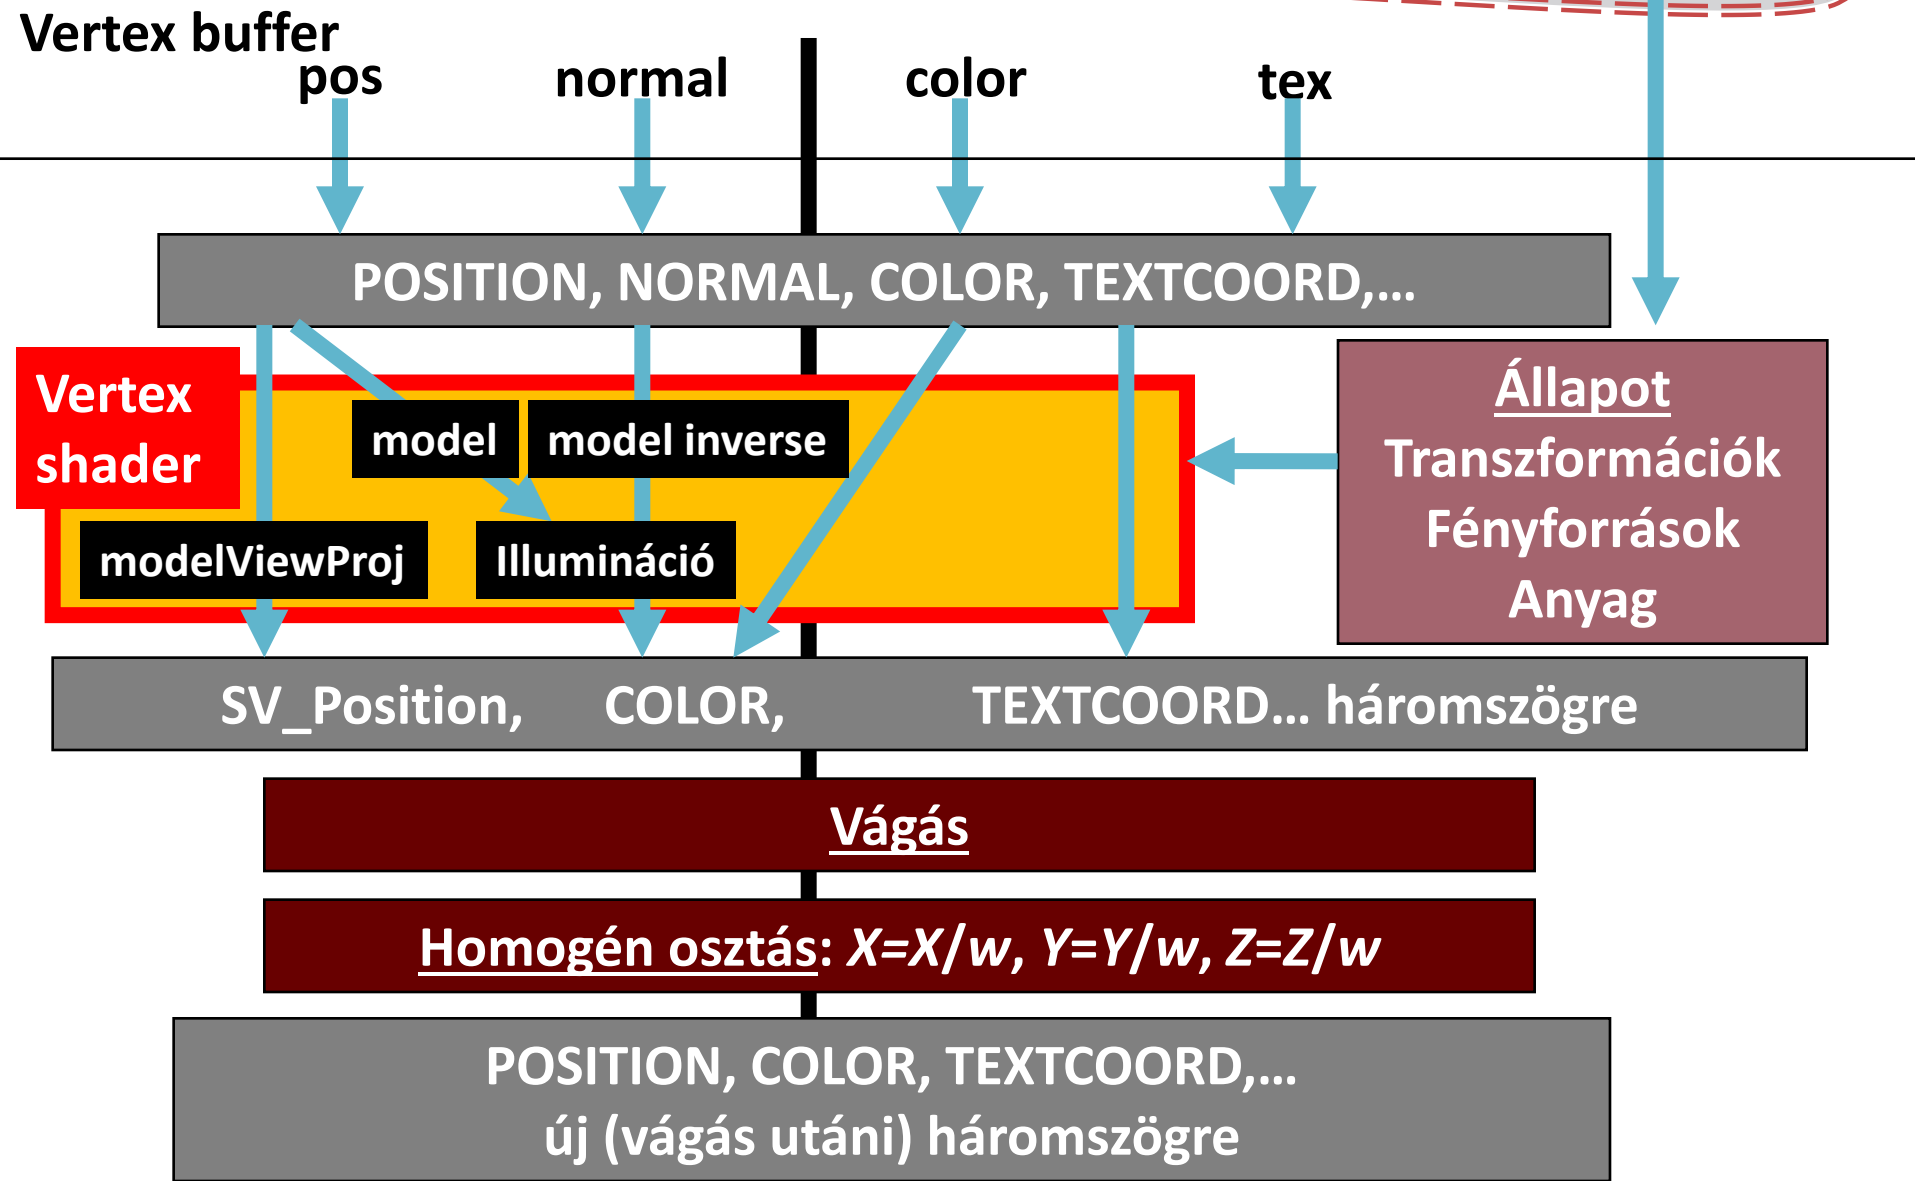 Vertex buffer
pos normal color tex
POSITION, NORMAL, COLOR, TEXTCOORD,...
Vertex
shader
model
model inverse
modelViewProj
Illumináció
Állapot
Transzformációk
Fényforrások
Anyag
SV_Position, COLOR, TEXTCOORD... háromszögre
Vágás
Homogén osztás: X=X/w, Y=Y/w, Z=Z/w
POSITION, COLOR, TEXTCOORD,...
új (vágás utáni) háromszögre